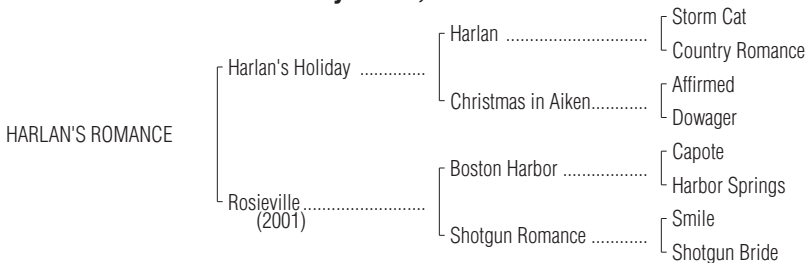 Storm Cat
Harlan ..............................
Country Romance
Harlan's Holiday ..............
Affirmed
Christmas in Aiken............
Dowager
HARLAN'S ROMANCE
Capote
Boston Harbor ..................
Harbor Springs
Rosieville..........................
(2001)
Smile
Shotgun Romance ............
Shotgun Bride